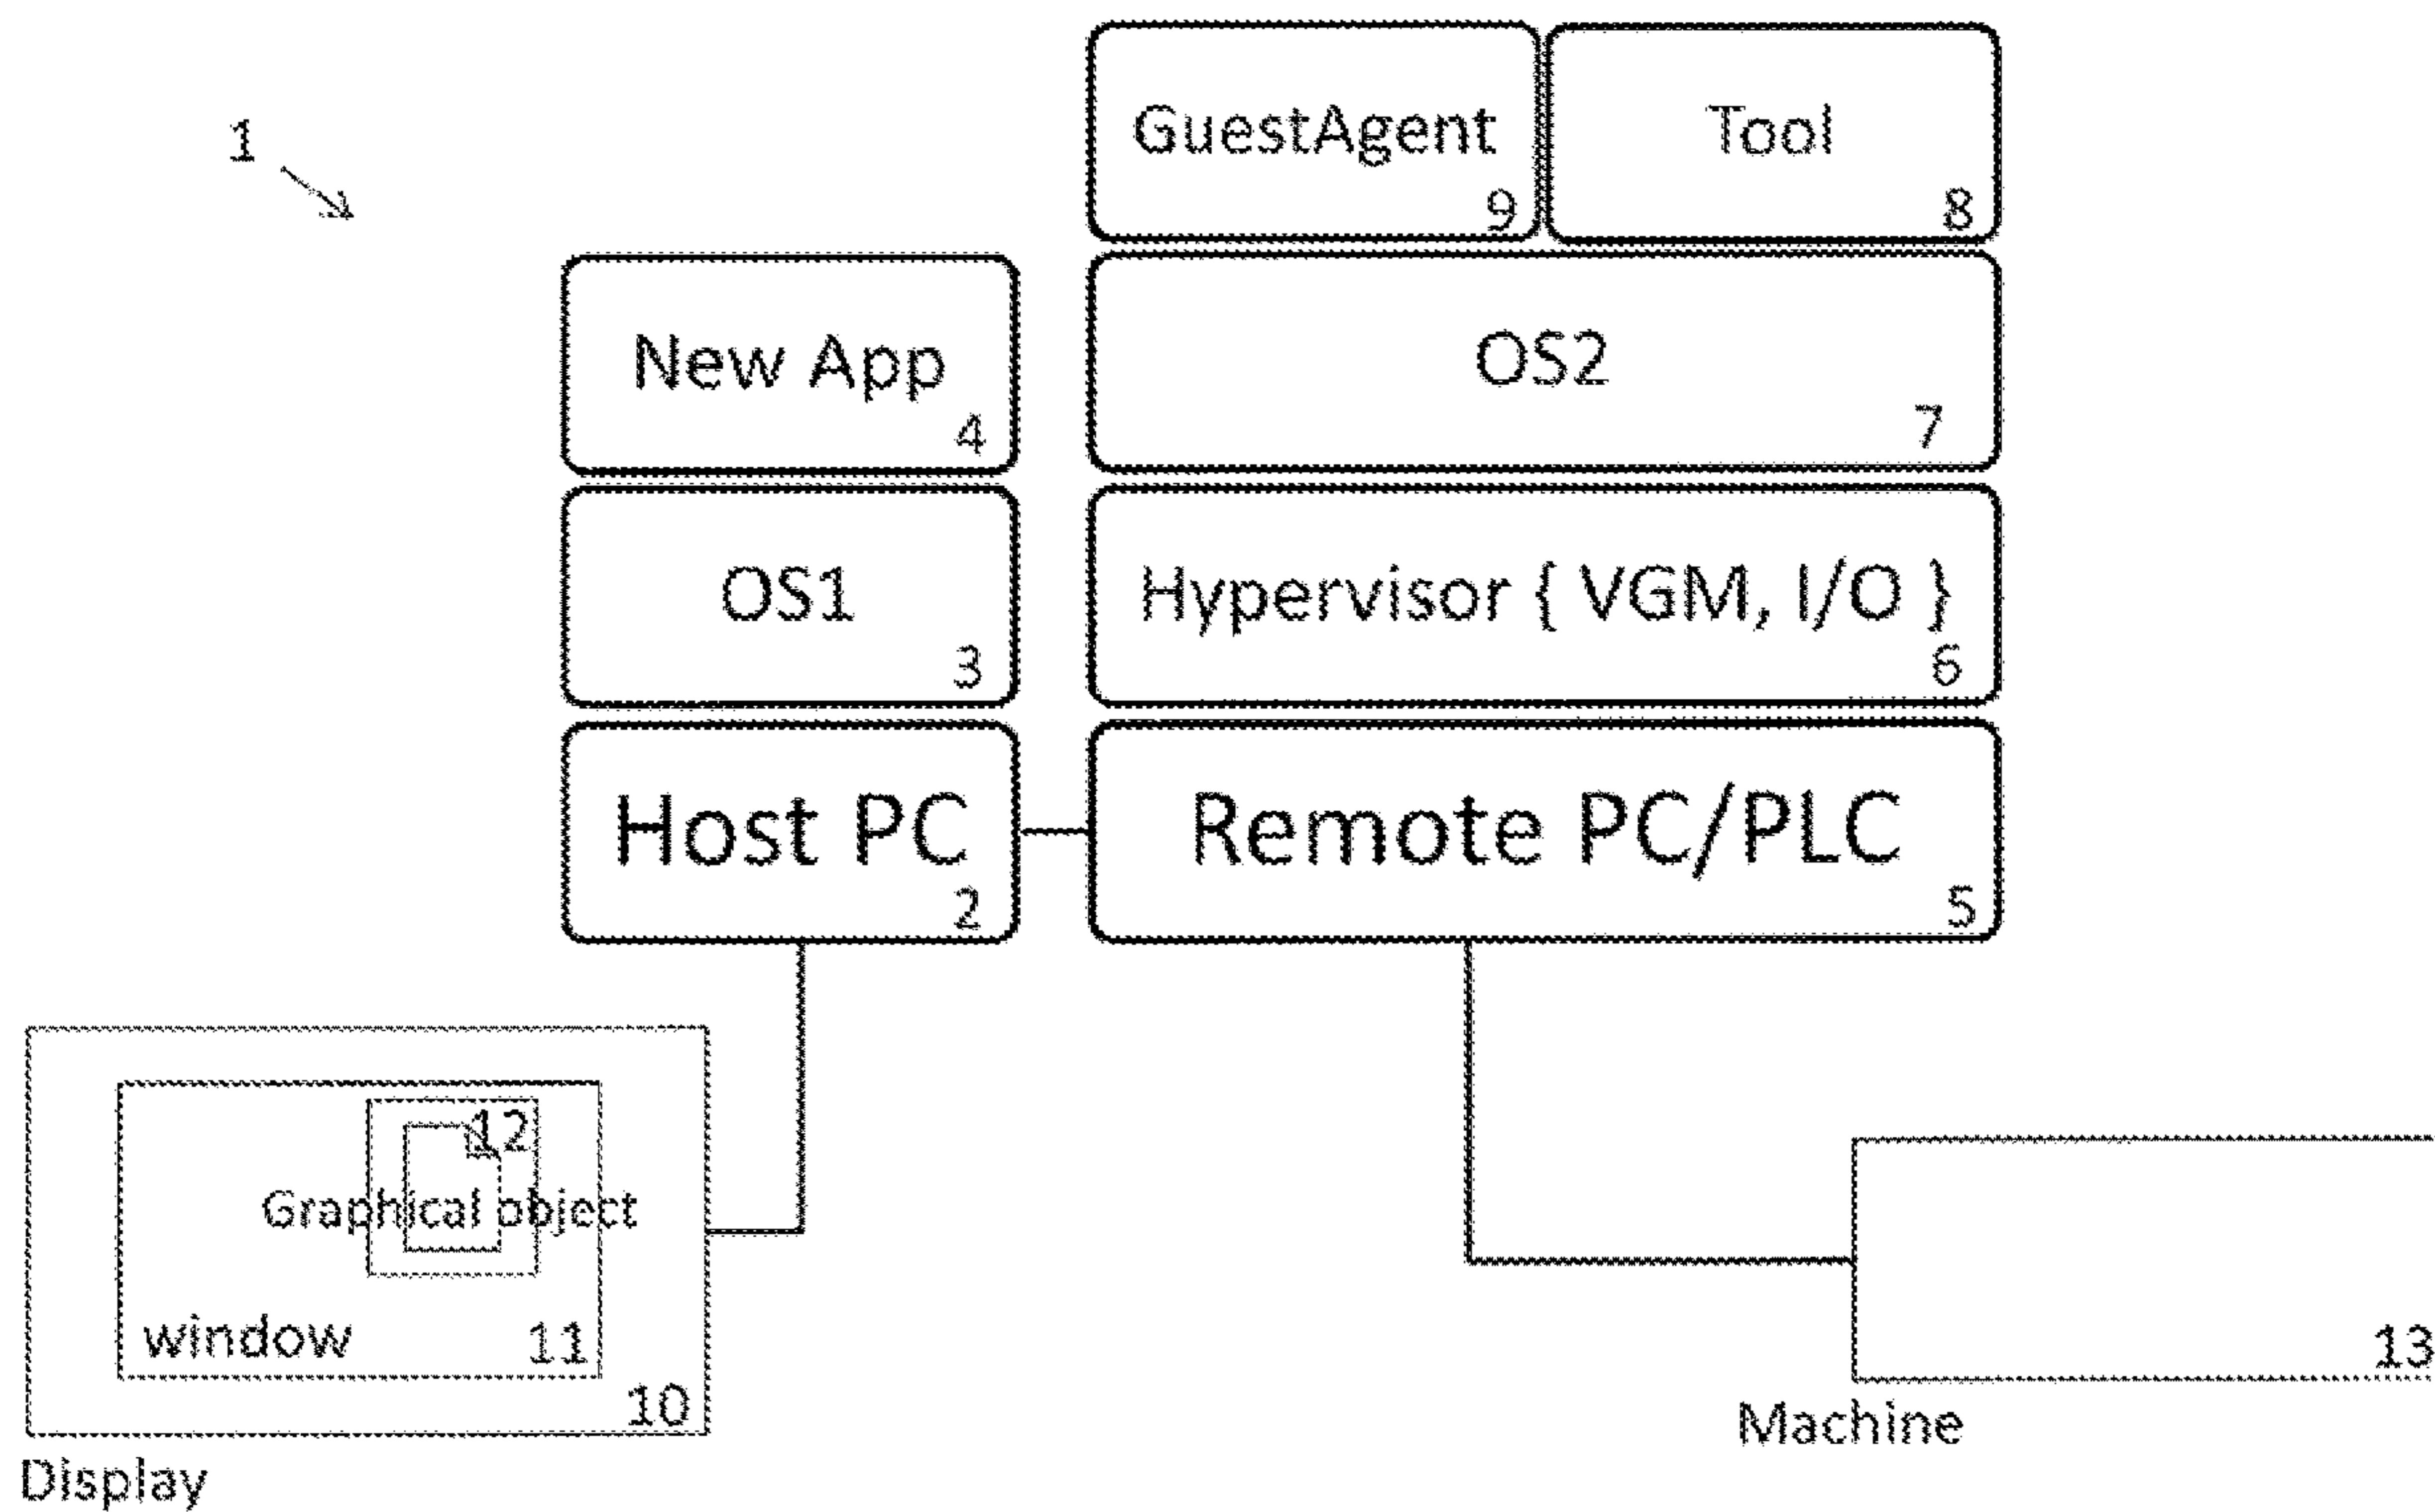 1
GuestAgent
9
Tool
8
New App
4
OS2
7
OS1
3
Hypervisor { VGM, I/O }
6
Host PC
2
Remote PC/PLC
5
12
Graphical object
window
11
10
Display
13
Machine